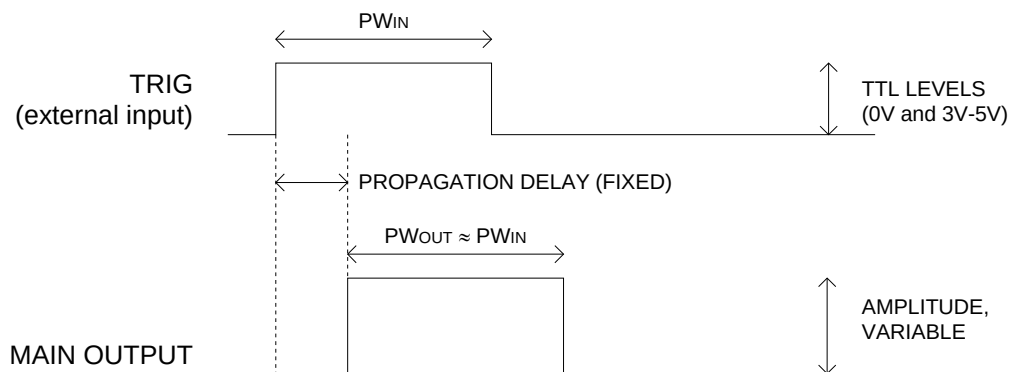 PWIN
TRIG
(external input)
TTL LEVELS
(0V and 3V-5V)
PROPAGATION DELAY (FIXED)
PWOUT ≈ PWIN
AMPLITUDE,
VARIABLE
MAIN OUTPUT